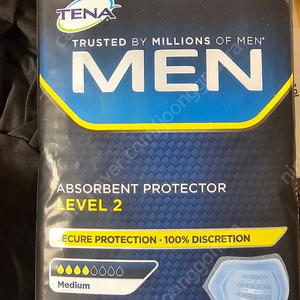 TENA
TRUSTED BY MILLIONS OF MEN*
MEN
ABSORBENT PROTECTOR
LEVEL 2
SECURE PROTECTION · 100% DISCRETION
Medium